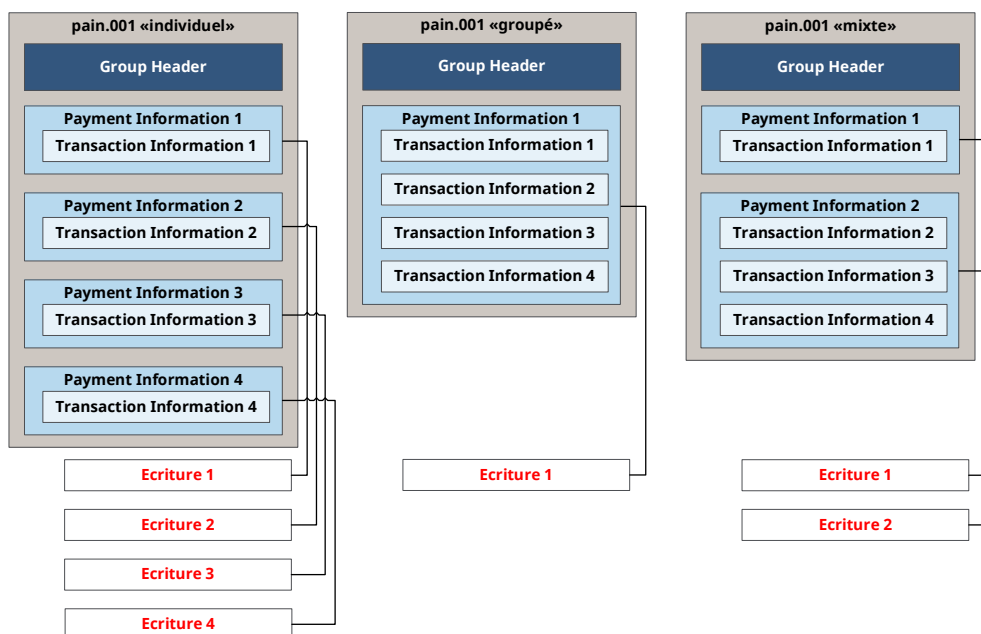 pain.001 «individuel»
Group Header
Payment Information 1
Transaction Information 1
Payment Information 2
Transaction Information 2
Payment Information 3
Transaction Information 3
Payment Information 4
Transaction Information 4
Ecriture 1
Ecriture 2
Ecriture 3
Ecriture 4
pain.001 «groupé»
Group Header
Payment Information 1
Transaction Information 1
Transaction Information 2
Transaction Information 3
Transaction Information 4
Ecriture 1
pain.001 «mixte»
Group Header
Payment Information 1
Transaction Information 1
Payment Information 2
Transaction Information 2
Transaction Information 3
Transaction Information 4
Ecriture 1
Ecriture 2